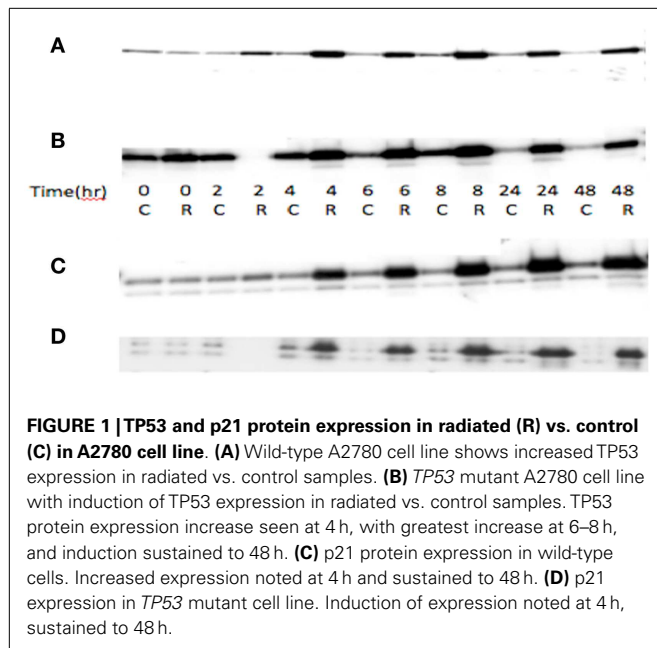 A
B
Time(hr) 0 0 2 2 4 4 6 6 8 8 24 24 48 48
C R C R C R C R C R C R C R
C
D
FIGURE 1 | TP53 and p21 protein expression in radiated (R) vs. control
(C) in A2780 cell line. (A) Wild-type A2780 cell line shows increased TP53
expression in radiated vs. control samples. (B) TP53 mutant A2780 cell line
with induction of TP53 expression in radiated vs. control samples. TP53
protein expression increase seen at 4 h, with greatest increase at 6–8 h,
and induction sustained to 48 h. (C) p21 protein expression in wild-type
cells. Increased expression noted at 4 h and sustained to 48 h. (D) p21
expression in TP53 mutant cell line. Induction of expression noted at 4 h,
sustained to 48 h.